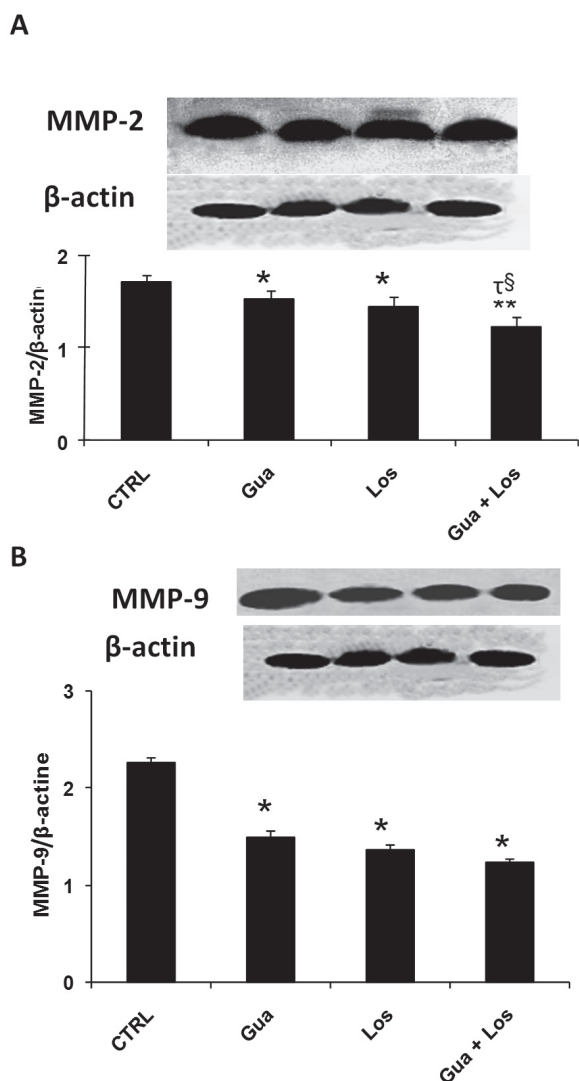 A
MMP-2
β-actin
2
1
0
MMP-2/β-actin
*
*
τ§
**
CTRL
Gua
Los
Gua + Los
B
MMP-9
β-actin
3
2
1
0
MMP-9/β-actine
*
*
*
CTRL
Gua
Los
Gua + Los